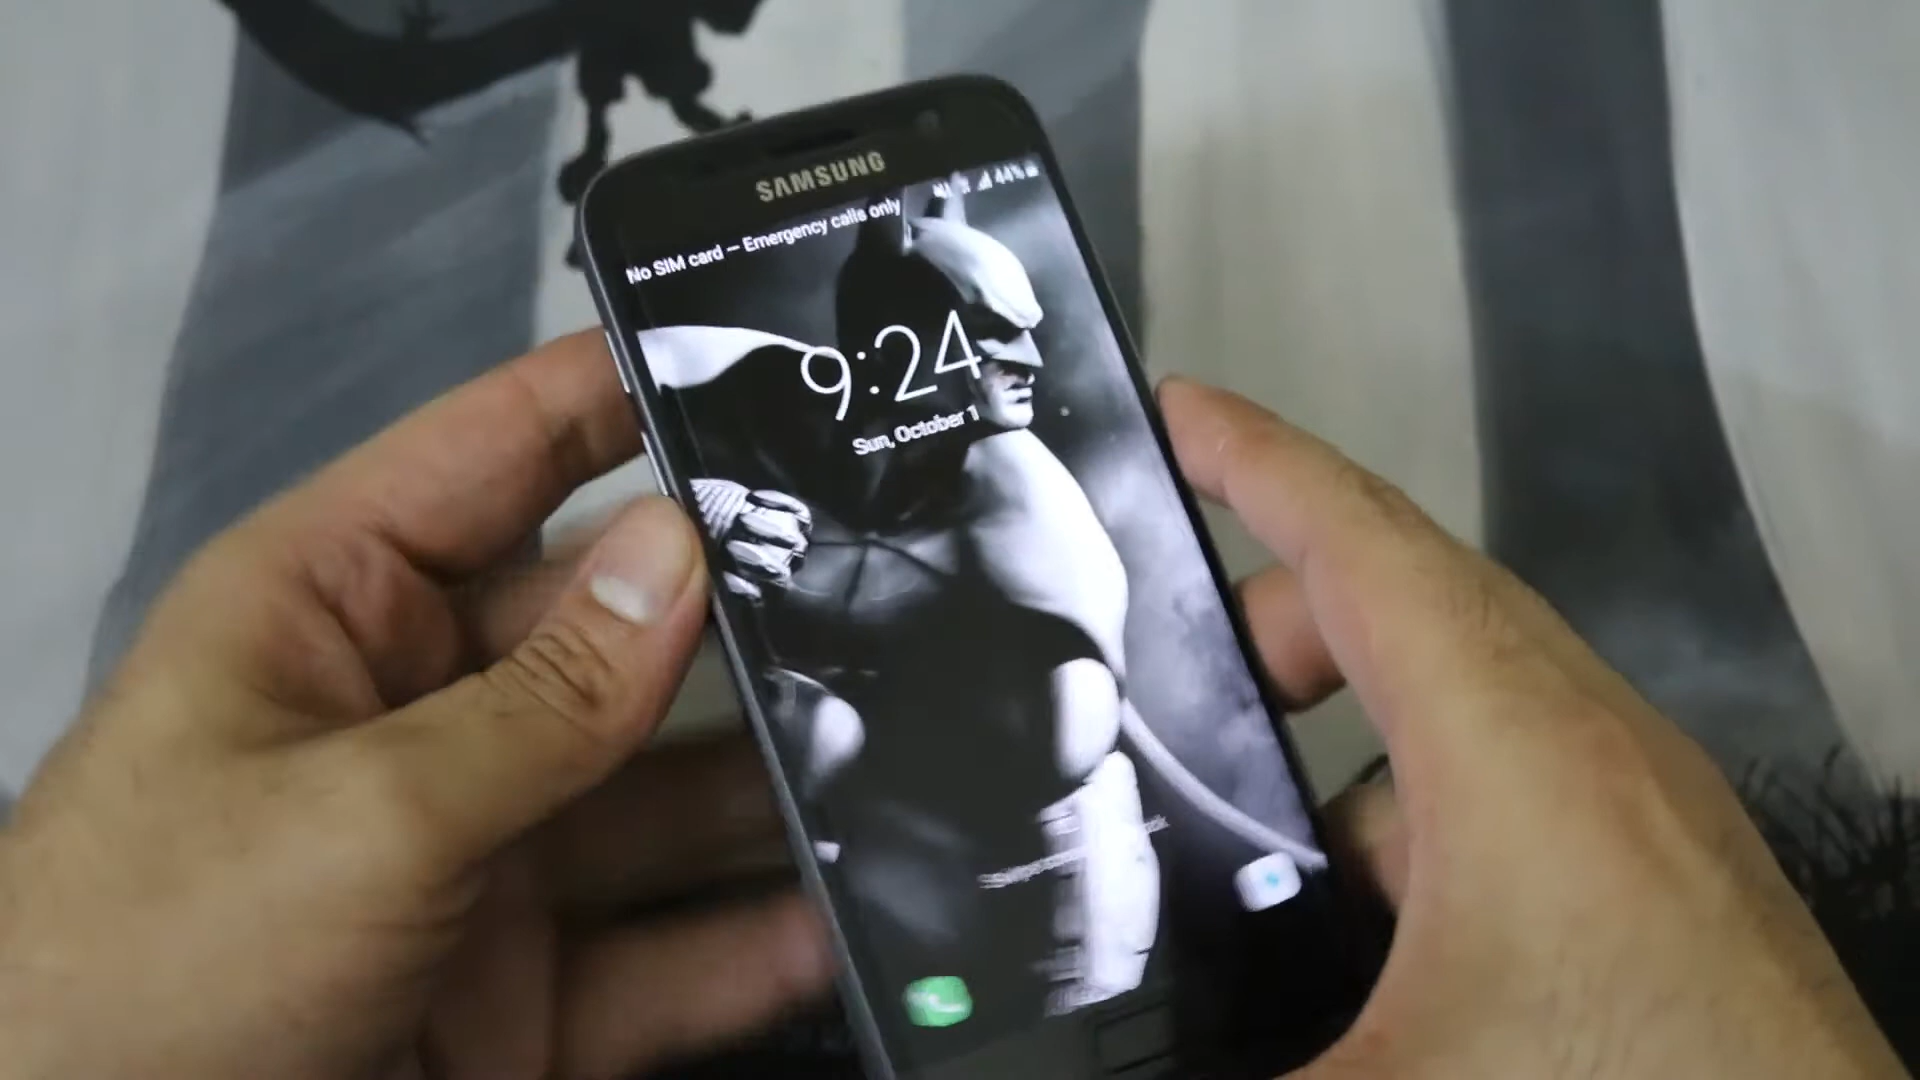 SAMSUNG
44%
No SIM card – Emergency calls only
9:24
Sun, October 1